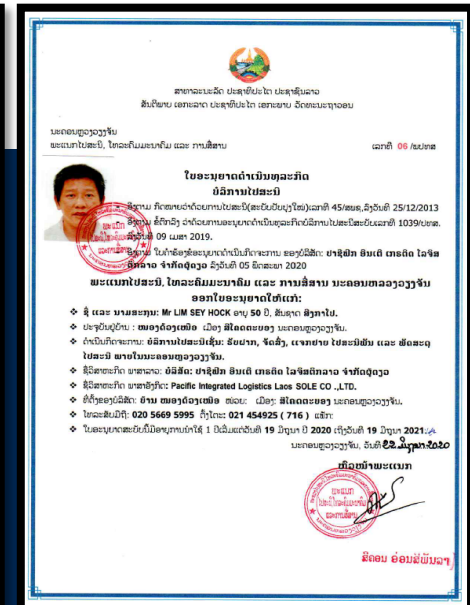 ສາທາລະນະລັດ ປະຊາທິປະໄຕ ປະຊາຊົນລາວ
ສັນຕິພາບ ເອກະລາດ ປະຊາທິປະໄຕ ເອກະພາບ ວັດທະນະຖາວອນ
ນະຄອນຫຼວງວຽງຈັນ
ພະແນກໄປສະນີ, ໂທລະຄົມມະນາຄົມ ແລະ ການສື່ສານ ເລກທີ 06 /ພປທສ
ໃບອະນຸຍາດດຳເນີນທຸລະກິດ
ບໍລິການໄປສະນີ
ອີງຕາມ ກົດໝາຍວ່າດ້ວຍການໄປສະນີ(ສະບັບປັບປຸງໃໝ່)ເລກທີ 45/ສພຊ,ລົງວັນທີ 25/12/2013
ອີງຕາມ ຂໍ້ຕົກລົງ ວ່າດ້ວຍການອະນຸຍາດດຳເນີນທຸລະກິດບໍລິການໄປສະນີສະບັບເລກທີ 1039/ປທສ.
ລົງວັນທີ 09 ເມສາ 2019.
ອີງຕາມ ໃບຄຳຮ້ອງຂໍອະນຸຍາດດຳເນີນກິດຈະການ ຂອງບໍລິສັດ: ປາຊີຟິກ ອິນເຕີ ເກຣຕິດ ໂລຈິສ
ຕິກລາວ ຈຳກັດຜູ້ດຽວ ລົງວັນທີ 05 ພຶດສະພາ 2020
ພະແນກໄປສະນີ, ໂທລະຄົມມະນາຄົມ ແລະ ການສື່ສານ ນະຄອນຫລວງວຽງຈັນ
ອອກໃບອະນຸຍາດໃຫ້ແກ່:
❖ ຊື່ ແລະ ນາມສະກຸນ: Mr LIM SEY HOCK ອາຍຸ 50 ປີ, ສັນຊາດ ສິງກາໂປ.
❖ ປະຈຸບັນຢູ່ບ້ານ : ໜອງດ້ວງເໜືອ ເມືອງ ສີໂຄດຕະບອງ ນະຄອນຫຼວງວຽງຈັນ.
❖ ດຳເນີນກິດຈະການ: ບໍລິການໄປສະນີເຊັ່ນ: ຮັບຝາກ, ຈັດສົ່ງ, ແຈກຢາຍ ໄປສະນີພັນ ແລະ ພັດສະດຸ
ໄປສະນີ ພາຍໃນນະຄອນຫຼວງວຽງຈັນ.
❖ ຊື່ວິສາຫະກິດ ພາສາລາວ: ບໍລິສັດ: ປາຊີຟິກ ອິນເຕີ ເກຣຕິດ ໂລຈິສຕິກລາວ ຈຳກັດຜູ້ດຽວ
❖ ຊື່ວິສາຫະກິດ ພາສາອັງກິດ: Pacific Integrated Logistics Laos SOLE CO .,LTD.
❖ ທີ່ຕັ້ງຂອງບໍລິສັດ: ບ້ານ ໜອງດ້ວງເໜືອ ໜ່ວຍ: ເມືອງ: ສີໂຄດຕະບອງ ນະຄອນຫຼວງວຽງຈັນ.
❖ ໂທລະສັບມືຖື: 020 5669 5995 ຕັ້ງໂຕະ: 021 454925 ( 716 ) ແຟັກ:
❖ ໃບອະນຸຍາດສະບັບນີ້ມີອາຍຸການນຳໃຊ້ 1 ປີເລີ່ມແຕ່ວັນທີ 19 ມິຖຸນາ ປີ 2020 ເຖິງວັນທີ 19 ມິຖຸນາ 2021
ນະຄອນຫຼວງວຽງຈັນ, ວັນທີ 22 ມິຖຸນາ 2020
ຫົວໜ້າພະແນກ
ສີຄອນ ອ່ອນສີພັນລາ